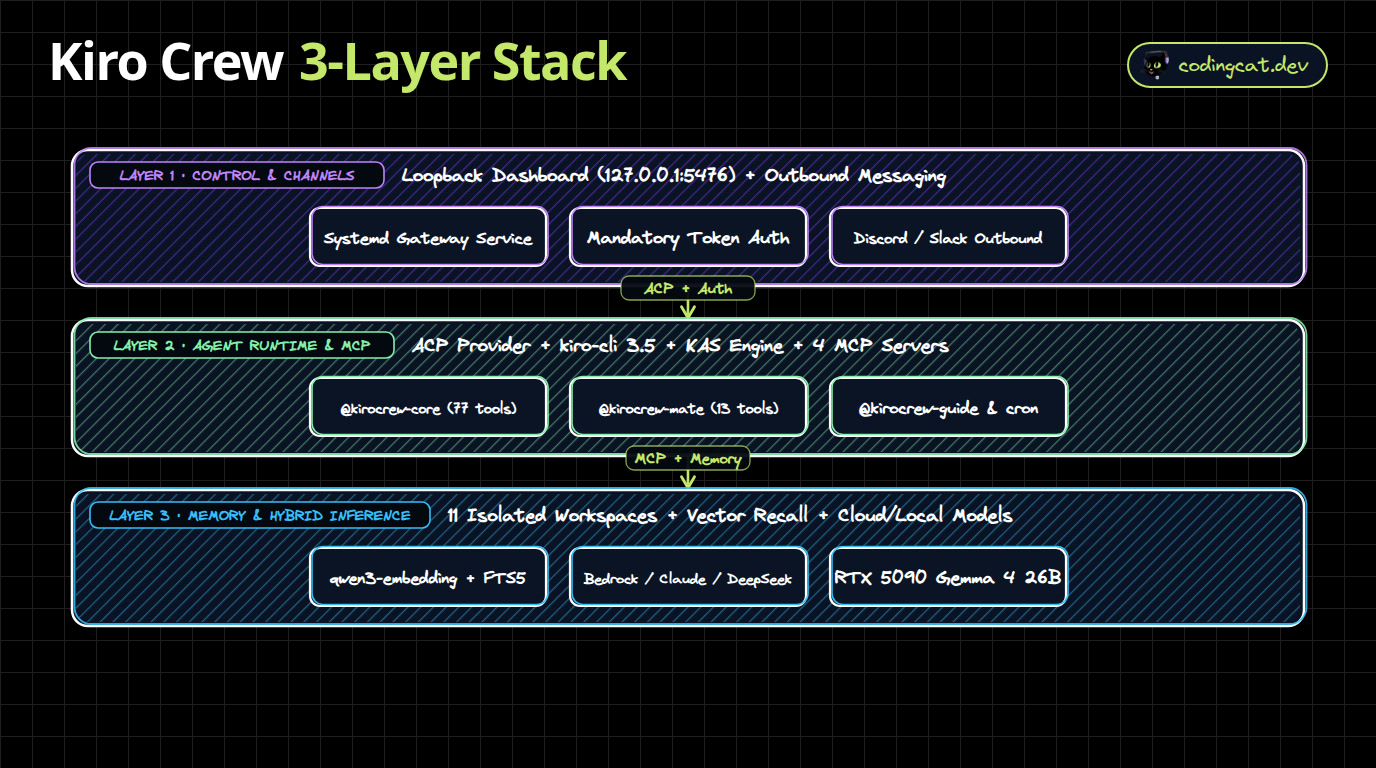 Kiro Crew 3-Layer Stack
codingcat.dev
LAYER 1 · CONTROL & CHANNELS
Loopback Dashboard (127.0.0.1:5476) + Outbound Messaging
Systemd Gateway Service
Mandatory Token Auth
Discord / Slack Outbound
ACP + Auth
LAYER 2 · AGENT RUNTIME & MCP
ACP Provider + kiro-cli 3.5 + KAS Engine + 4 MCP Servers
@kirocrew-core (77 tools)
@kirocrew-mate (13 tools)
@kirocrew-guide & cron
MCP + Memory
LAYER 3 · MEMORY & HYBRID INFERENCE
11 Isolated Workspaces + Vector Recall + Cloud/Local Models
qwen3-embedding + FTS5
Bedrock / Claude / DeepSeek
RTX 5090 Gemma 4 26B